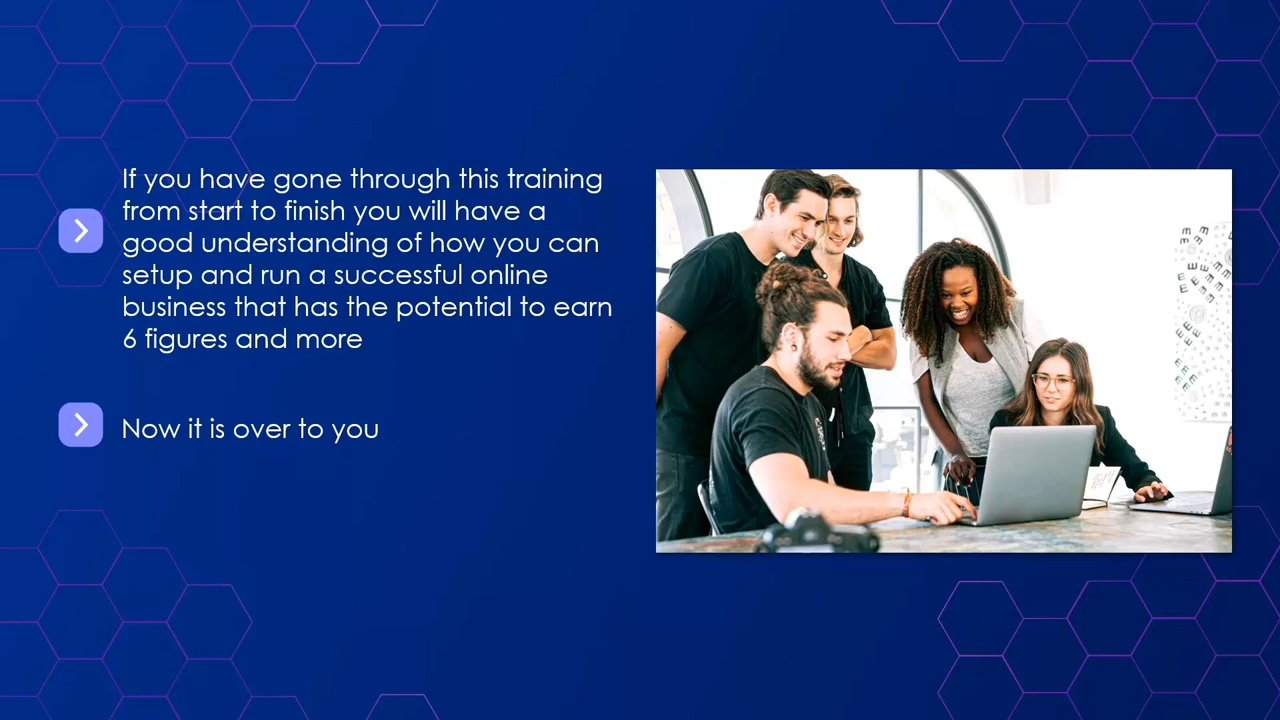 If you have gone through this training
from start to finish you will have a
good understanding of how you can
setup and run a successful online
business that has the potential to earn
6 figures and more
Now it is over to you